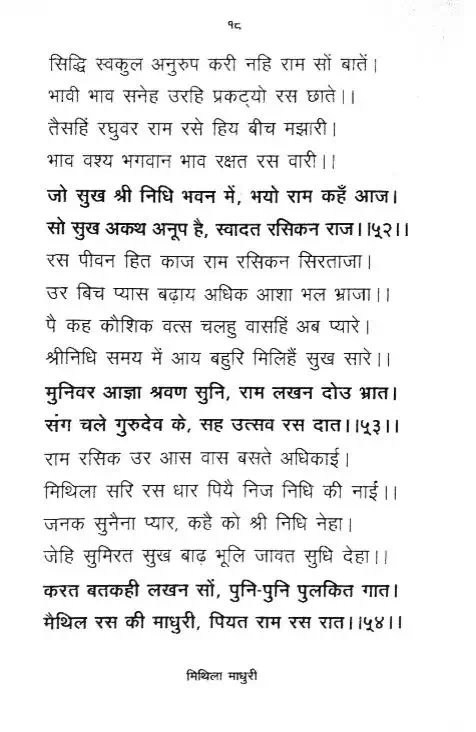 १८
सिद्धि स्वकुल अनुरुप करी नहि राम सों बातें।
भावी भाव सनेह उरहि प्रकट्यो रस छाते।।
तैसहिं रघुवर राम रसे हिय बीच मझारी।
भाव वश्य भगवान भाव रक्षत रस वारी।।
जो सुख श्री निधि भवन में, भयो राम कहँ आज।
सो सुख अकथ अनूप है, स्वादत रसिकन राज।।५२।।
रस पीवन हित काज राम रसिकन सिरताजा।
उर बिच प्यास बढ़ाय अधिक आशा भल भ्राजा।।
पै कह कौशिक वत्स चलहु वासहिं अब प्यारे।
श्रीनिधि समय में आय बहुरि मिलिहैं सुख सारे।।
मुनिवर आज्ञा श्रवण सुनि, राम लखन दोउ भ्रात।
संग चले गुरुदेव के, सह उत्सव रस दात।।५३।।
राम रसिक उर आस वास बसते अधिकाई।
मिथिला सरि रस धार पियै निज निधि की नाईं।।
जनक सुनैना प्यार, कहै को श्री निधि नेहा।
जेहि सुमिरत सुख बाढ़ भूलि जावत सुधि देहा।।
करत बतकही लखन सों, पुनि-पुनि पुलकित गात।
मैथिल रस की माधुरी, पियत राम रस रात।।५४।।
मिथिला माधुरी